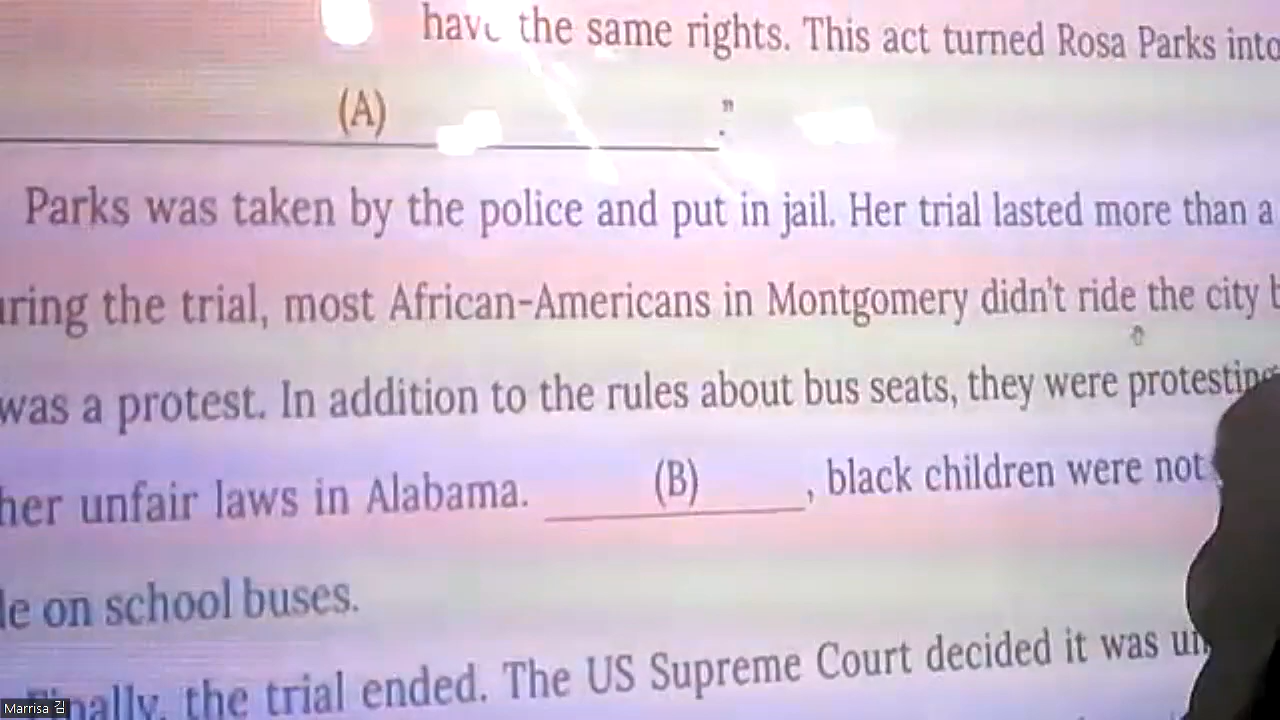 have the same rights. This act turned Rosa Parks into
(A) ."
Parks was taken by the police and put in jail. Her trial lasted more than a
uring the trial, most African-Americans in Montgomery didn't ride the city b
was a protest. In addition to the rules about bus seats, they were protesting
her unfair laws in Alabama. (B) , black children were not
le on school buses.
Finally, the trial ended. The US Supreme Court decided it was un
Marrisa 김